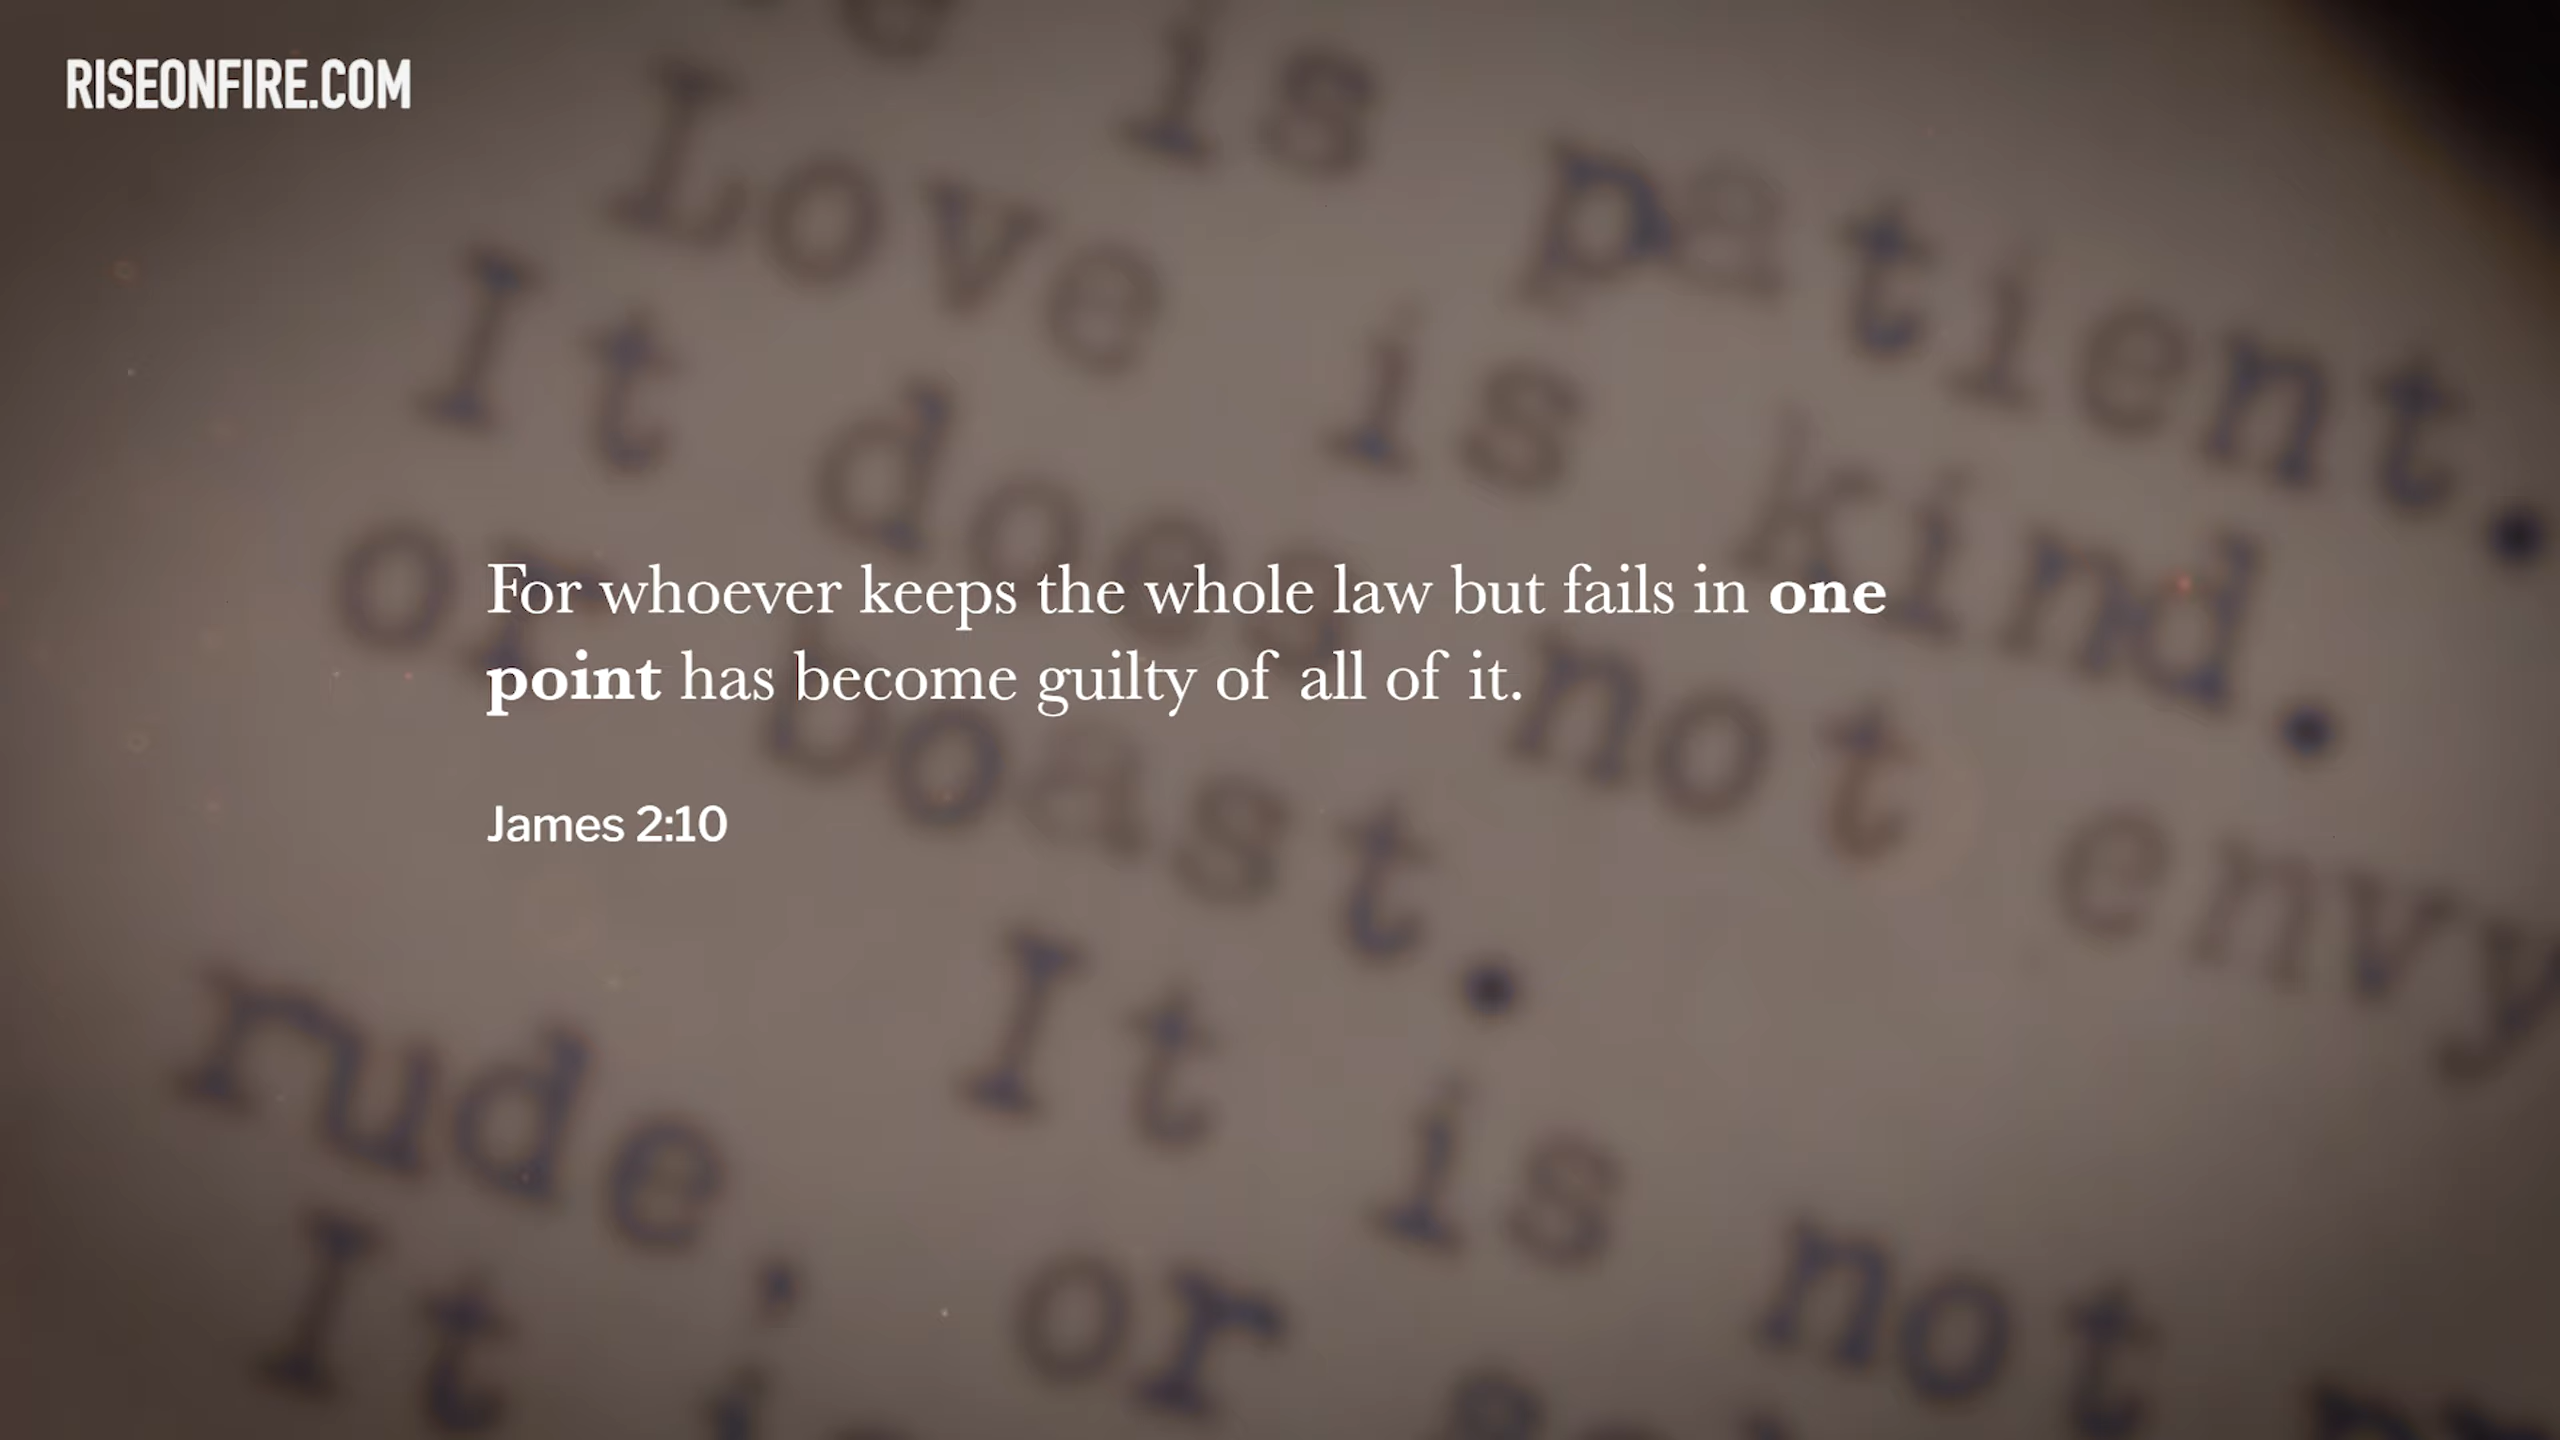 RISEONFIRE.COM
is patient.
Love is kind.
It does not envy
or boast.
For whoever keeps the whole law but fails in one
point has become guilty of all of it.
James 2:10
It is not
rude.
It
or